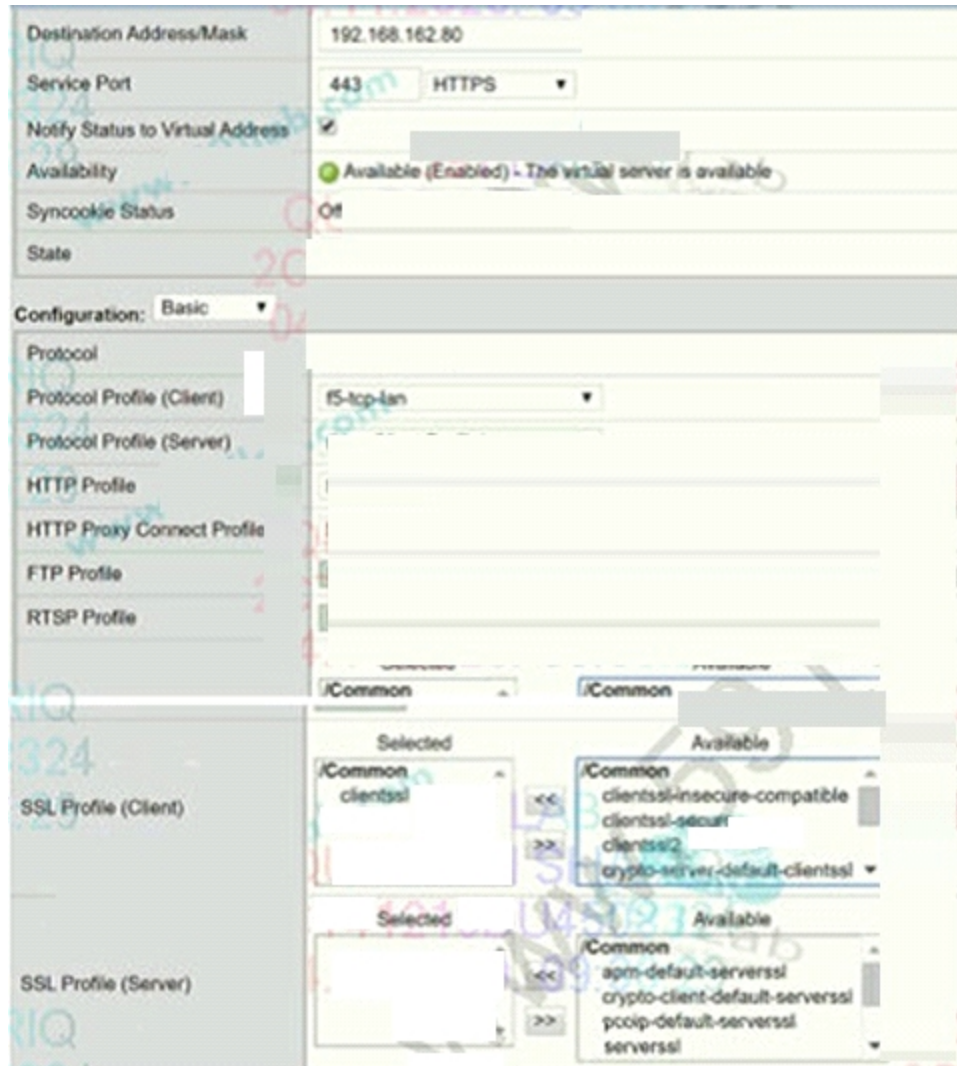 Destination Address/Mask 192.168.162.80
Service Port 443 HTTPS
Notify Status to Virtual Address
Availability Available (Enabled) - The virtual server is available
Syncookie Status Off
State
Configuration: Basic
Protocol
Protocol Profile (Client) f5-tcp-lan
Protocol Profile (Server)
HTTP Profile
HTTP Proxy Connect Profile
FTP Profile
RTSP Profile
Selected Available
/Common /Common
Selected Available
SSL Profile (Client)
/Common
clientssl
<<
>>
/Common
clientssl-insecure-compatible
clientssl-secure
clientssl2
crypto-server-default-clientssl
Selected Available
SSL Profile (Server)
<<
>>
/Common
apm-default-serverssl
crypto-client-default-serverssl
pcoip-default-serverssl
serverssl